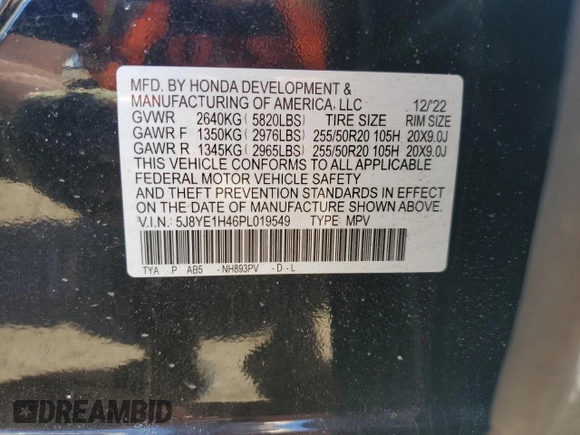 MFD. BY HONDA DEVELOPMENT &
MANUFACTURING OF AMERICA, LLC 12/'22
GVWR 2640KG( 5820LBS) TIRE SIZE RIM SIZE
GAWR F 1350KG( 2976LBS) 255/50R20 105H 20X9.0J
GAWR R 1345KG( 2965LBS) 255/50R20 105H 20X9.0J
THIS VEHICLE CONFORMS TO ALL APPLICABLE
FEDERAL MOTOR VEHICLE SAFETY
AND THEFT PREVENTION STANDARDS IN EFFECT
ON THE DATE OF MANUFACTURE SHOWN ABOVE.
V.I.N.: 5J8YE1H46PL019549 TYPE: MPV
TYA P AB5 -NH893PV -D-L
DREAMBID